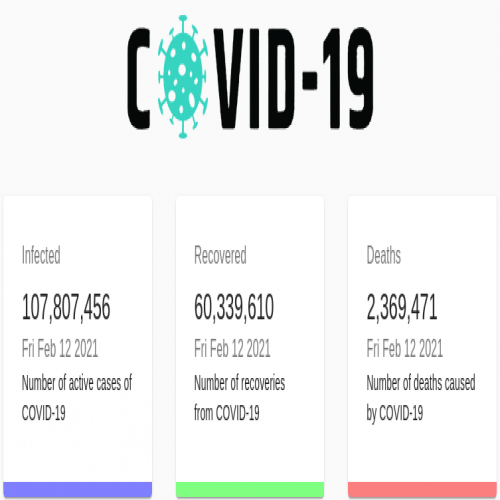 COVID-19
Infected
107,807,456
Fri Feb 12 2021
Number of active cases of
COVID-19
Recovered
60,339,610
Fri Feb 12 2021
Number of recoveries
from COVID-19
Deaths
2,369,471
Fri Feb 12 2021
Number of deaths caused
by COVID-19